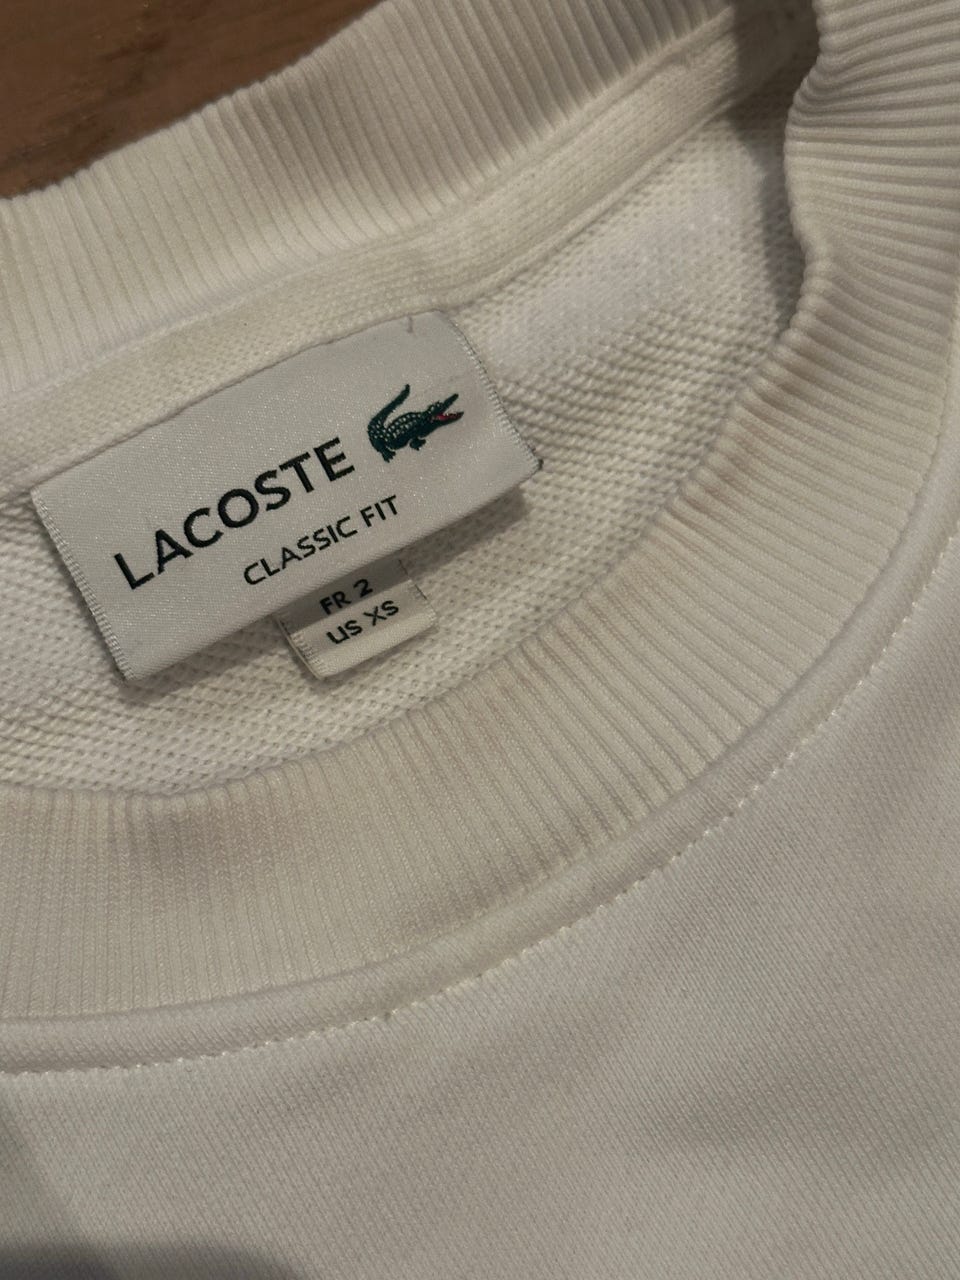 LACOSTE
CLASSIC FIT
FR 2
US XS